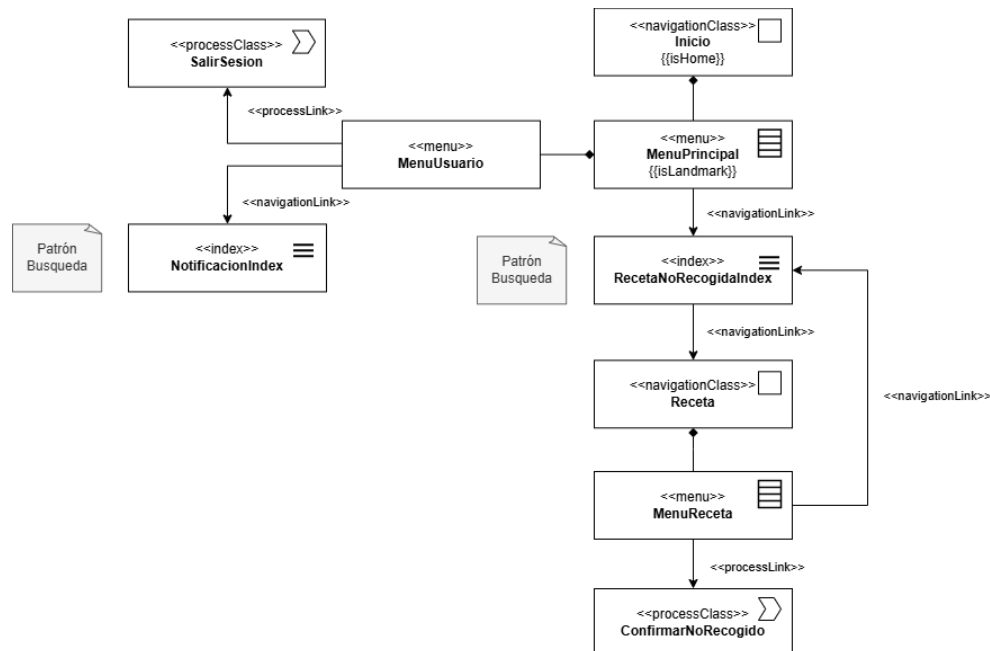 <<navigationClass>>
Inicio
{{isHome}}
<<processClass>>
SalirSesion
<<processLink>>
<<menu>>
MenuUsuario
<<menu>>
MenuPrincipal
{{isLandmark}}
<<navigationLink>>
<<navigationLink>>
Patrón
Busqueda
<<index>>
NotificacionIndex
Patrón
Busqueda
<<index>>
RecetaNoRecogidaIndex
<<navigationLink>>
<<navigationClass>>
Receta
<<navigationLink>>
<<menu>>
MenuReceta
<<processLink>>
<<processClass>>
ConfirmarNoRecogido